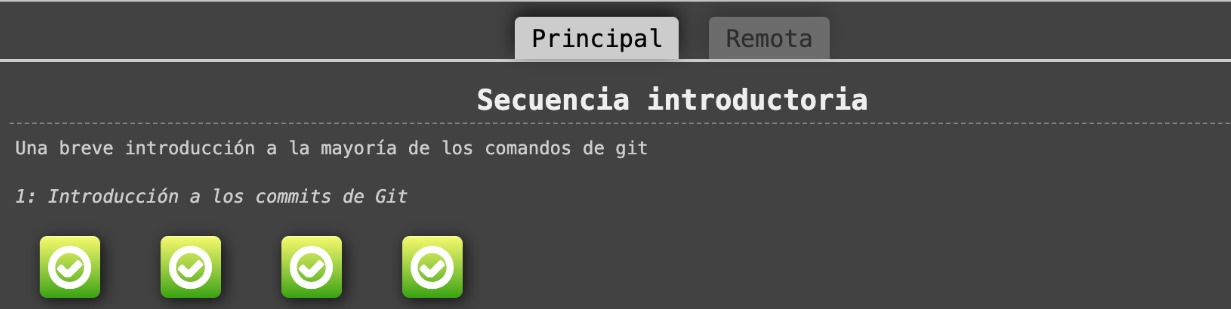 Principal Remota
Secuencia introductoria
Una breve introducción a la mayoría de los comandos de git
1: Introducción a los commits de Git